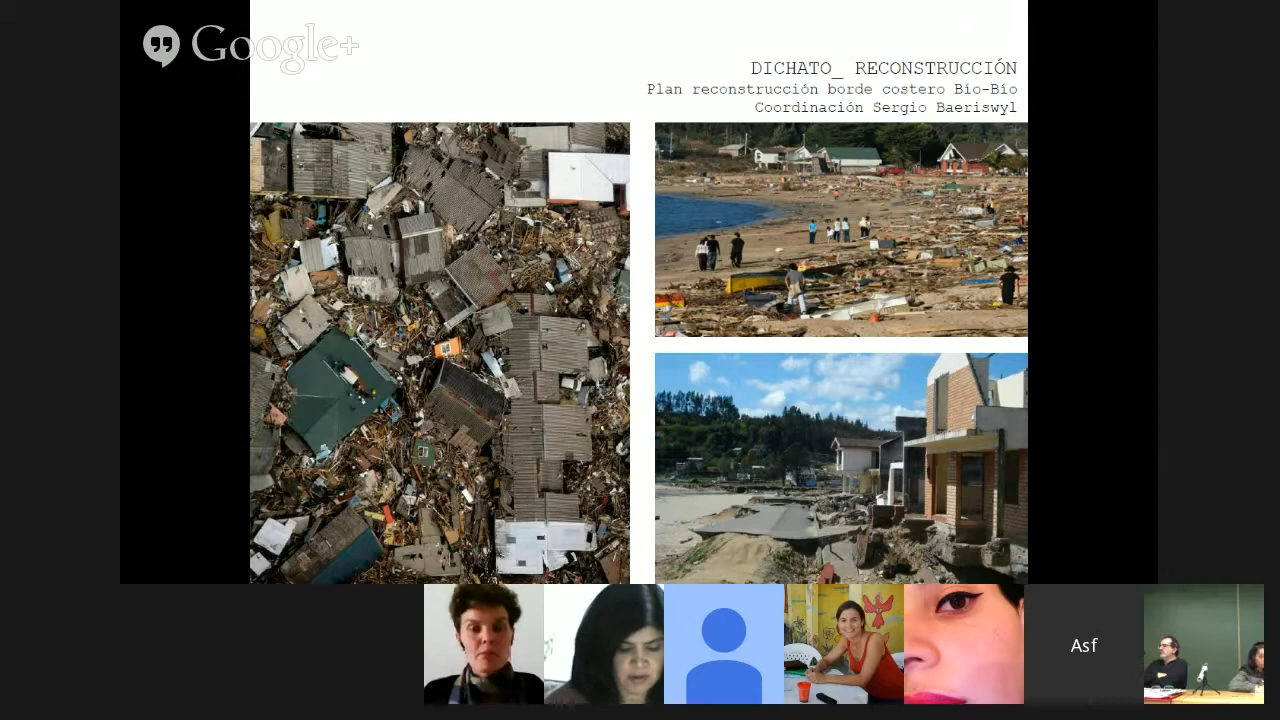 Google+
DICHATO_ RECONSTRUCCIÓN
Plan reconstrucción borde costero Bío-Bío
Coordinación Sergio Baeriswyl
Asf